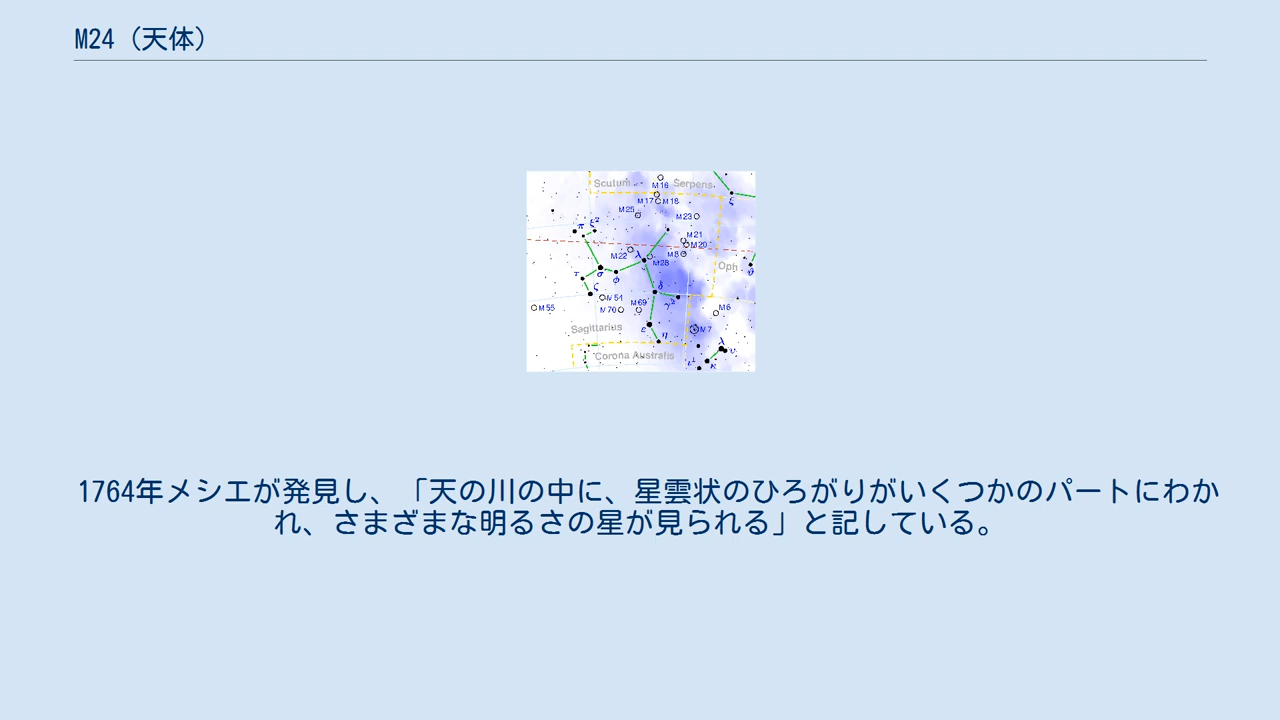 M24（天体）
Scutum
M16
Serpens
M17
M18
ξ
M25
M23
π
ξ2
M21
M20
M22
λ
M8
M28
Oph
τ
σ
φ
θ
ζ
δ
M54
M69
γ2
M55
M70
M6
Sagittarius
ε
M7
η
λ
υ
Corona Australis
ι1
κ
1764年メシエが発見し、「天の川の中に、星雲状のひろがりがいくつかのパートにわか
れ、さまざまな明るさの星が見られる」と記している。